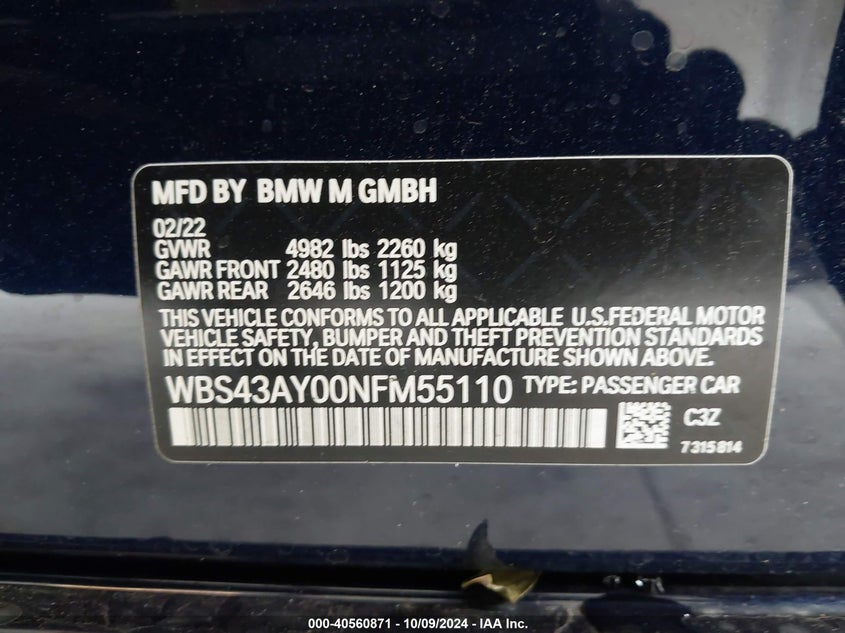 MFD BY BMW M GMBH
02/22
GVWR 4982 lbs 2260 kg
GAWR FRONT 2480 lbs 1125 kg
GAWR REAR 2646 lbs 1200 kg
THIS VEHICLE CONFORMS TO ALL APPLICABLE U.S.FEDERAL MOTOR
VEHICLE SAFETY, BUMPER AND THEFT PREVENTION STANDARDS
IN EFFECT ON THE DATE OF MANUFACTURE SHOWN ABOVE.
WBS43AY00NFM55110 TYPE: PASSENGER CAR
C3Z
7315814
000-40560871 - 10/09/2024 - IAA Inc.